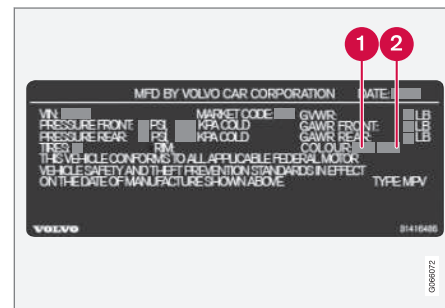 1 2
MFD BY VOLVO CAR CORPORATION DATE:
VIN: MARKET CODE: GVWR: LB
PRESSURE FRONT: PSI, KPA COLD GAWR FRONT: LB
PRESSURE REAR: PSI, KPA COLD GAWR REAR: LB
TIRES: RIM: COLOUR:
THIS VEHICLE CONFORMS TO ALL APPLICABLE FEDERAL MOTOR
VEHICLE SAFETY AND THEFT PREVENTION STANDARDS IN EFFECT
ON THE DATE OF MANUFACTURE SHOWN ABOVE. TYPE: MPV
VOLVO 31416486
G066072